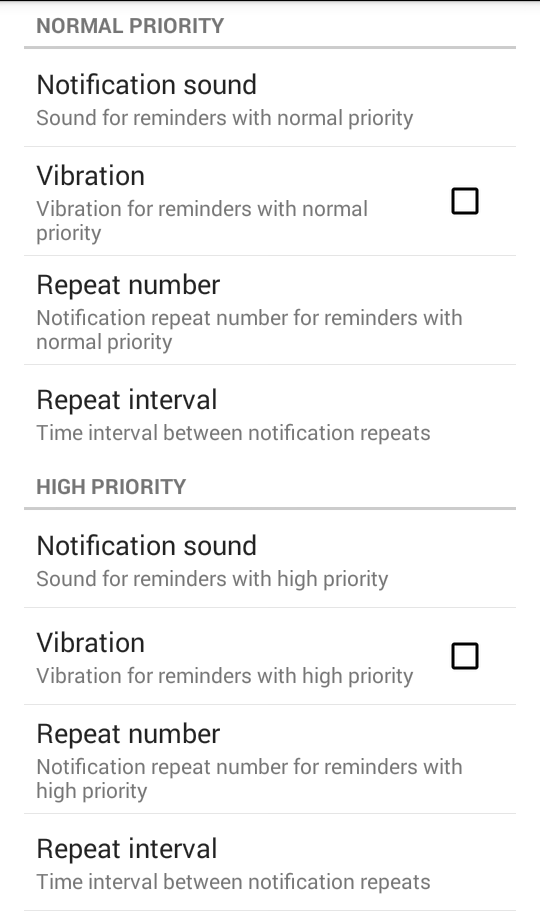 NORMAL PRIORITY
Notification sound
Sound for reminders with normal priority
Vibration
Vibration for reminders with normal
priority
Repeat number
Notification repeat number for reminders with
normal priority
Repeat interval
Time interval between notification repeats
HIGH PRIORITY
Notification sound
Sound for reminders with high priority
Vibration
Vibration for reminders with high priority
Repeat number
Notification repeat number for reminders with
high priority
Repeat interval
Time interval between notification repeats